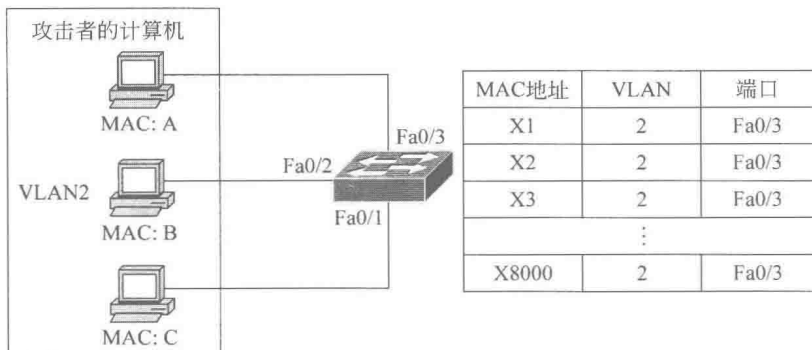 攻击者的计算机
MAC: A
Fa0/3
Fa0/2
VLAN2
MAC: B
Fa0/1
MAC: C
MAC地址 VLAN 端口
X1 2 Fa0/3
X2 2 Fa0/3
X3 2 Fa0/3
⋮
X8000 2 Fa0/3